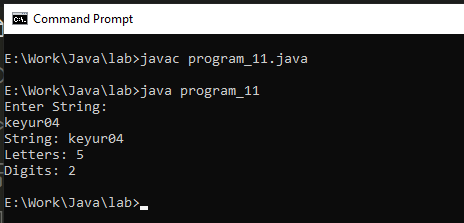 Command Prompt
E:\Work\Java\lab>javac program_11.java
E:\Work\Java\lab>java program_11
Enter String:
keyur04
String: keyur04
Letters: 5
Digits: 2
E:\Work\Java\lab>